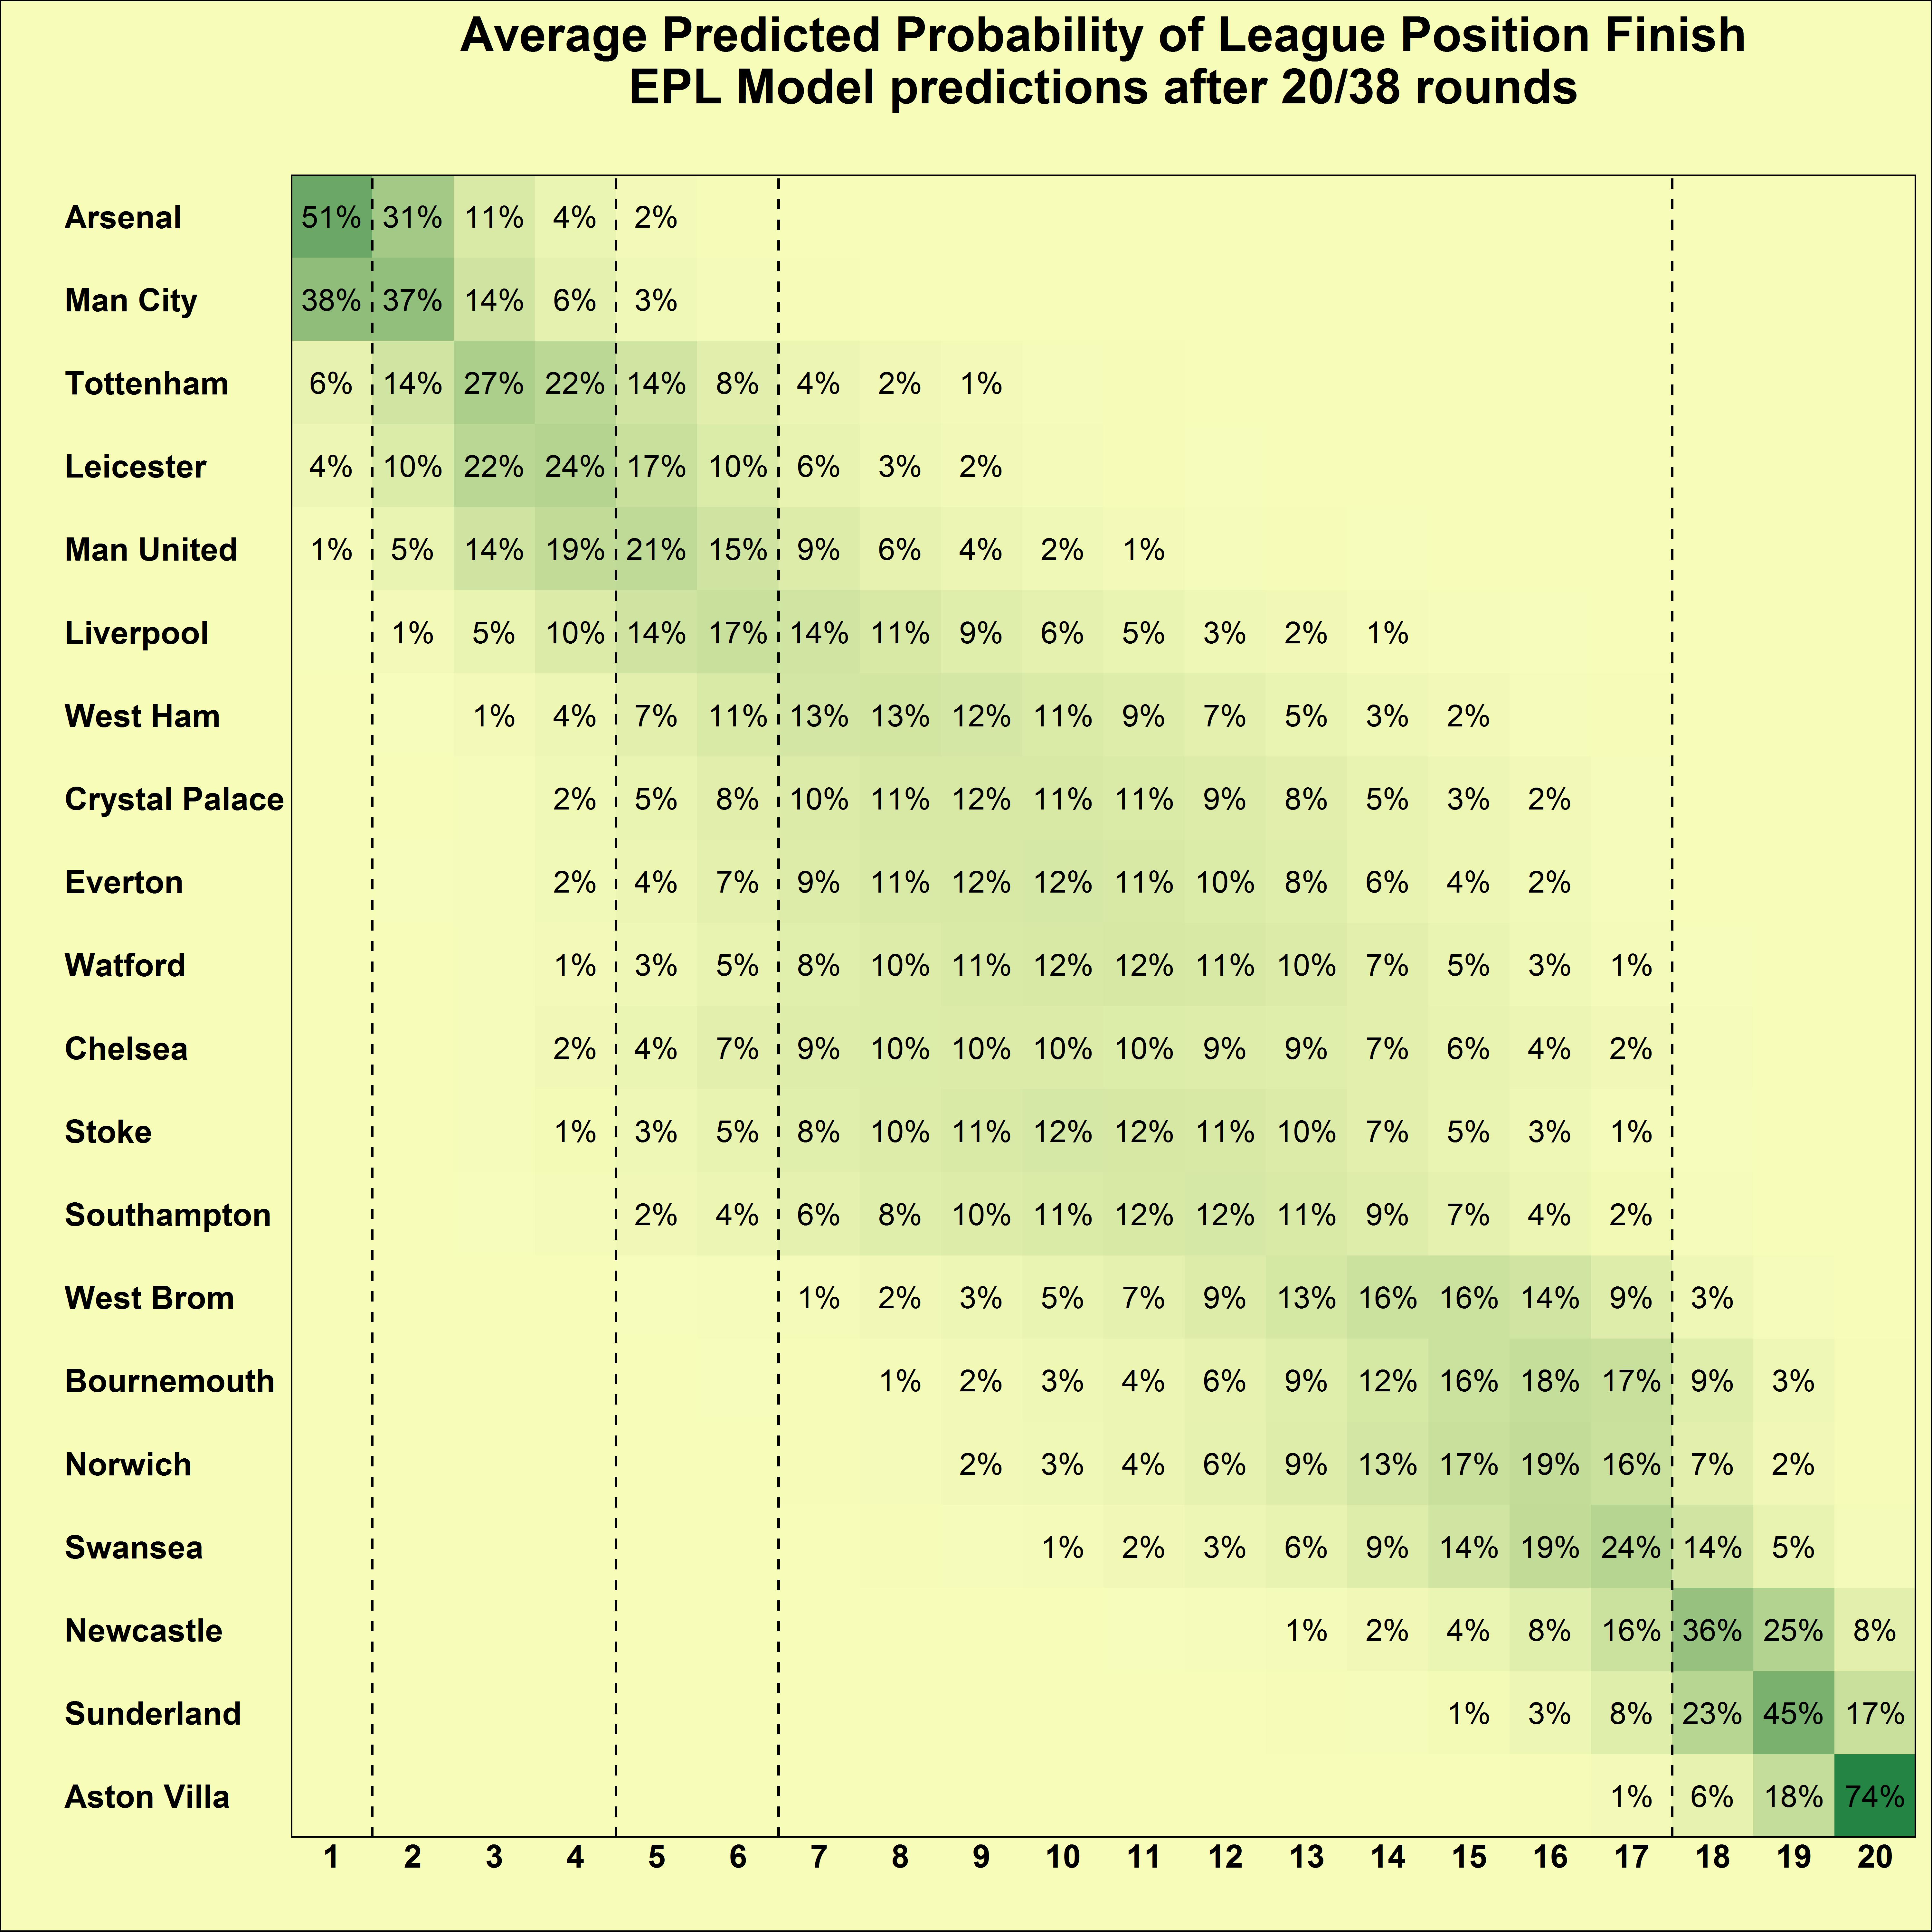 Average Predicted Probability of League Position Finish
EPL Model predictions after 20/38 rounds
Arsenal 51% 31% 11% 4% 2%
Man City 38% 37% 14% 6% 3%
Tottenham 6% 14% 27% 22% 14% 8% 4% 2% 1%
Leicester 4% 10% 22% 24% 17% 10% 6% 3% 2%
Man United 1% 5% 14% 19% 21% 15% 9% 6% 4% 2% 1%
Liverpool 1% 5% 10% 14% 17% 14% 11% 9% 6% 5% 3% 2% 1%
West Ham 1% 4% 7% 11% 13% 13% 12% 11% 9% 7% 5% 3% 2%
Crystal Palace 2% 5% 8% 10% 11% 12% 11% 11% 9% 8% 5% 3% 2%
Everton 2% 4% 7% 9% 11% 12% 12% 11% 10% 8% 6% 4% 2%
Watford 1% 3% 5% 8% 10% 11% 12% 12% 11% 10% 7% 5% 3% 1%
Chelsea 2% 4% 7% 9% 10% 10% 10% 10% 9% 9% 7% 6% 4% 2%
Stoke 1% 3% 5% 8% 10% 11% 12% 12% 11% 10% 7% 5% 3% 1%
Southampton 2% 4% 6% 8% 10% 11% 12% 12% 11% 9% 7% 4% 2%
West Brom 1% 2% 3% 5% 7% 9% 13% 16% 16% 14% 9% 3%
Bournemouth 1% 2% 3% 4% 6% 9% 12% 16% 18% 17% 9% 3%
Norwich 2% 3% 4% 6% 9% 13% 17% 19% 16% 7% 2%
Swansea 1% 2% 3% 6% 9% 14% 19% 24% 14% 5%
Newcastle 1% 2% 4% 8% 16% 36% 25% 8%
Sunderland 1% 3% 8% 23% 45% 17%
Aston Villa 1% 6% 18% 74%
1 2 3 4 5 6 7 8 9 10 11 12 13 14 15 16 17 18 19 20